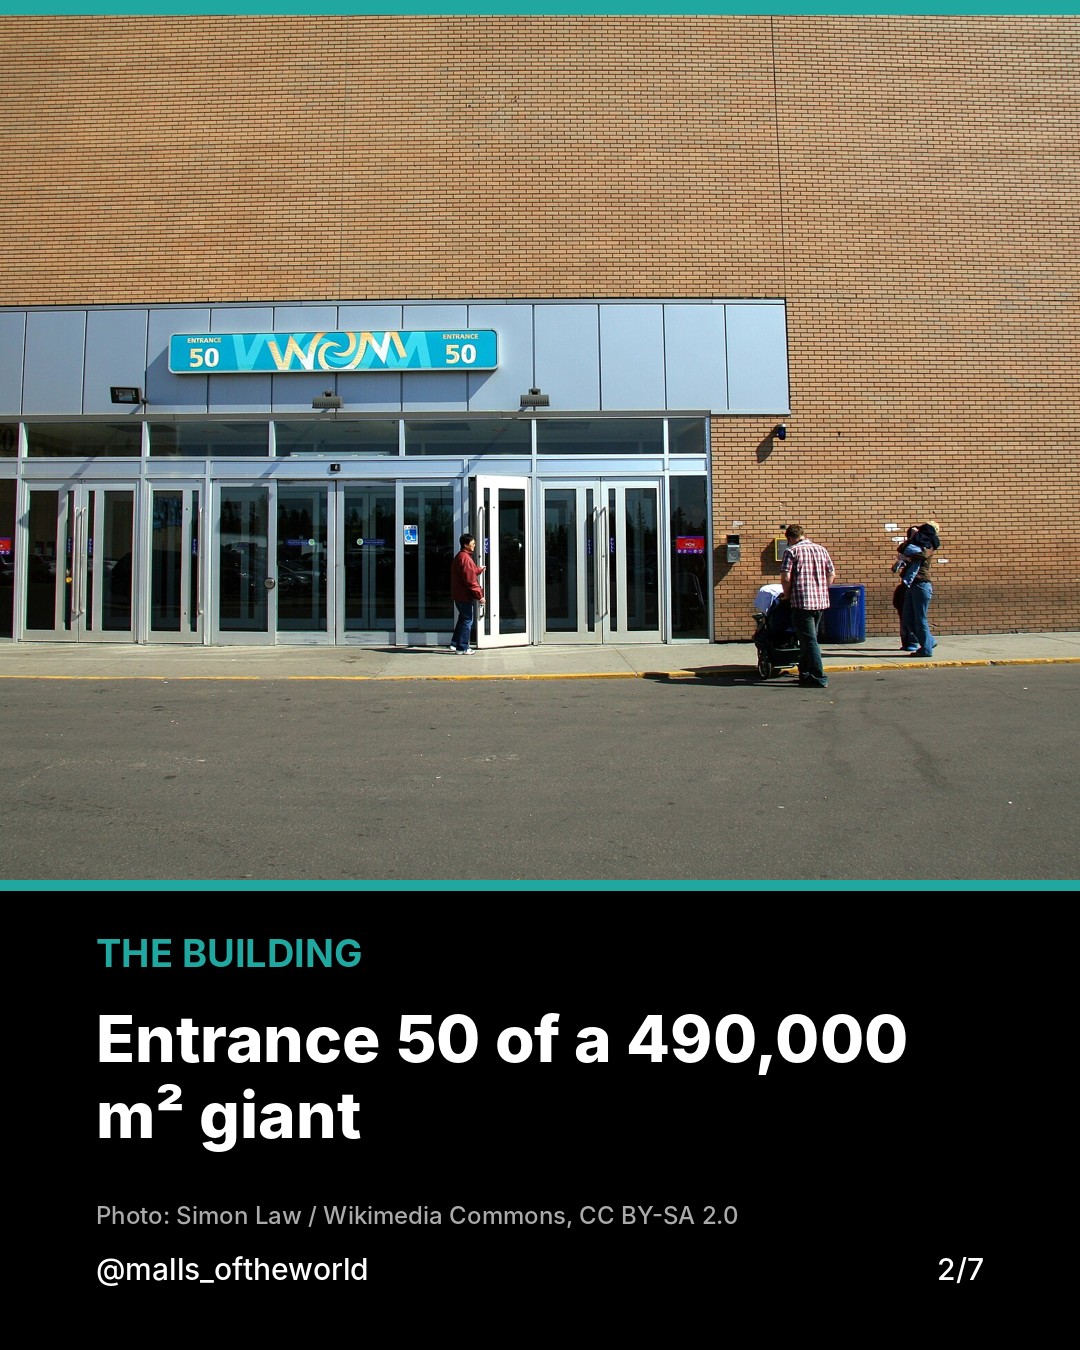 ENTRANCE
50
WEM
ENTRANCE
50
THE BUILDING
Entrance 50 of a 490,000
m² giant
Photo: Simon Law / Wikimedia Commons, CC BY-SA 2.0
@malls_oftheworld
2/7